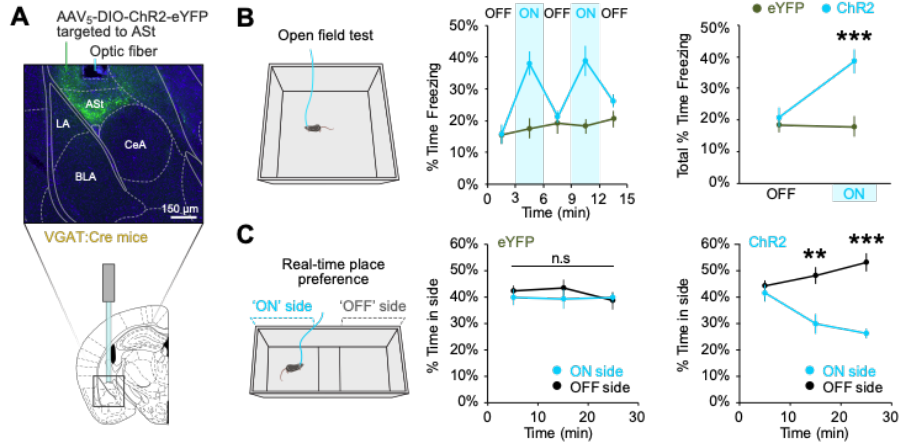 A
AAV5-DIO-ChR2-eYFP
targeted to ASt
Optic fiber
ASt
LA
CeA
BLA
150 µm
VGAT:Cre mice
B
Open field test
OFF ON OFF ON OFF
% Time Freezing
60%
50%
40%
30%
20%
10%
0%
0 3 6 9 12 15
Time (min)
eYFP ChR2
***
Total % Time Freezing
50%
40%
30%
20%
10%
0%
OFF ON
C
Real-time place
preference
'ON' side 'OFF' side
eYFP
n.s
% Time in side
60%
50%
40%
30%
20%
10%
0%
ON side
OFF side
0 10 20 30
Time (min)
ChR2
** ***
% Time in side
60%
50%
40%
30%
20%
10%
0%
ON side
OFF side
0 10 20 30
Time (min)